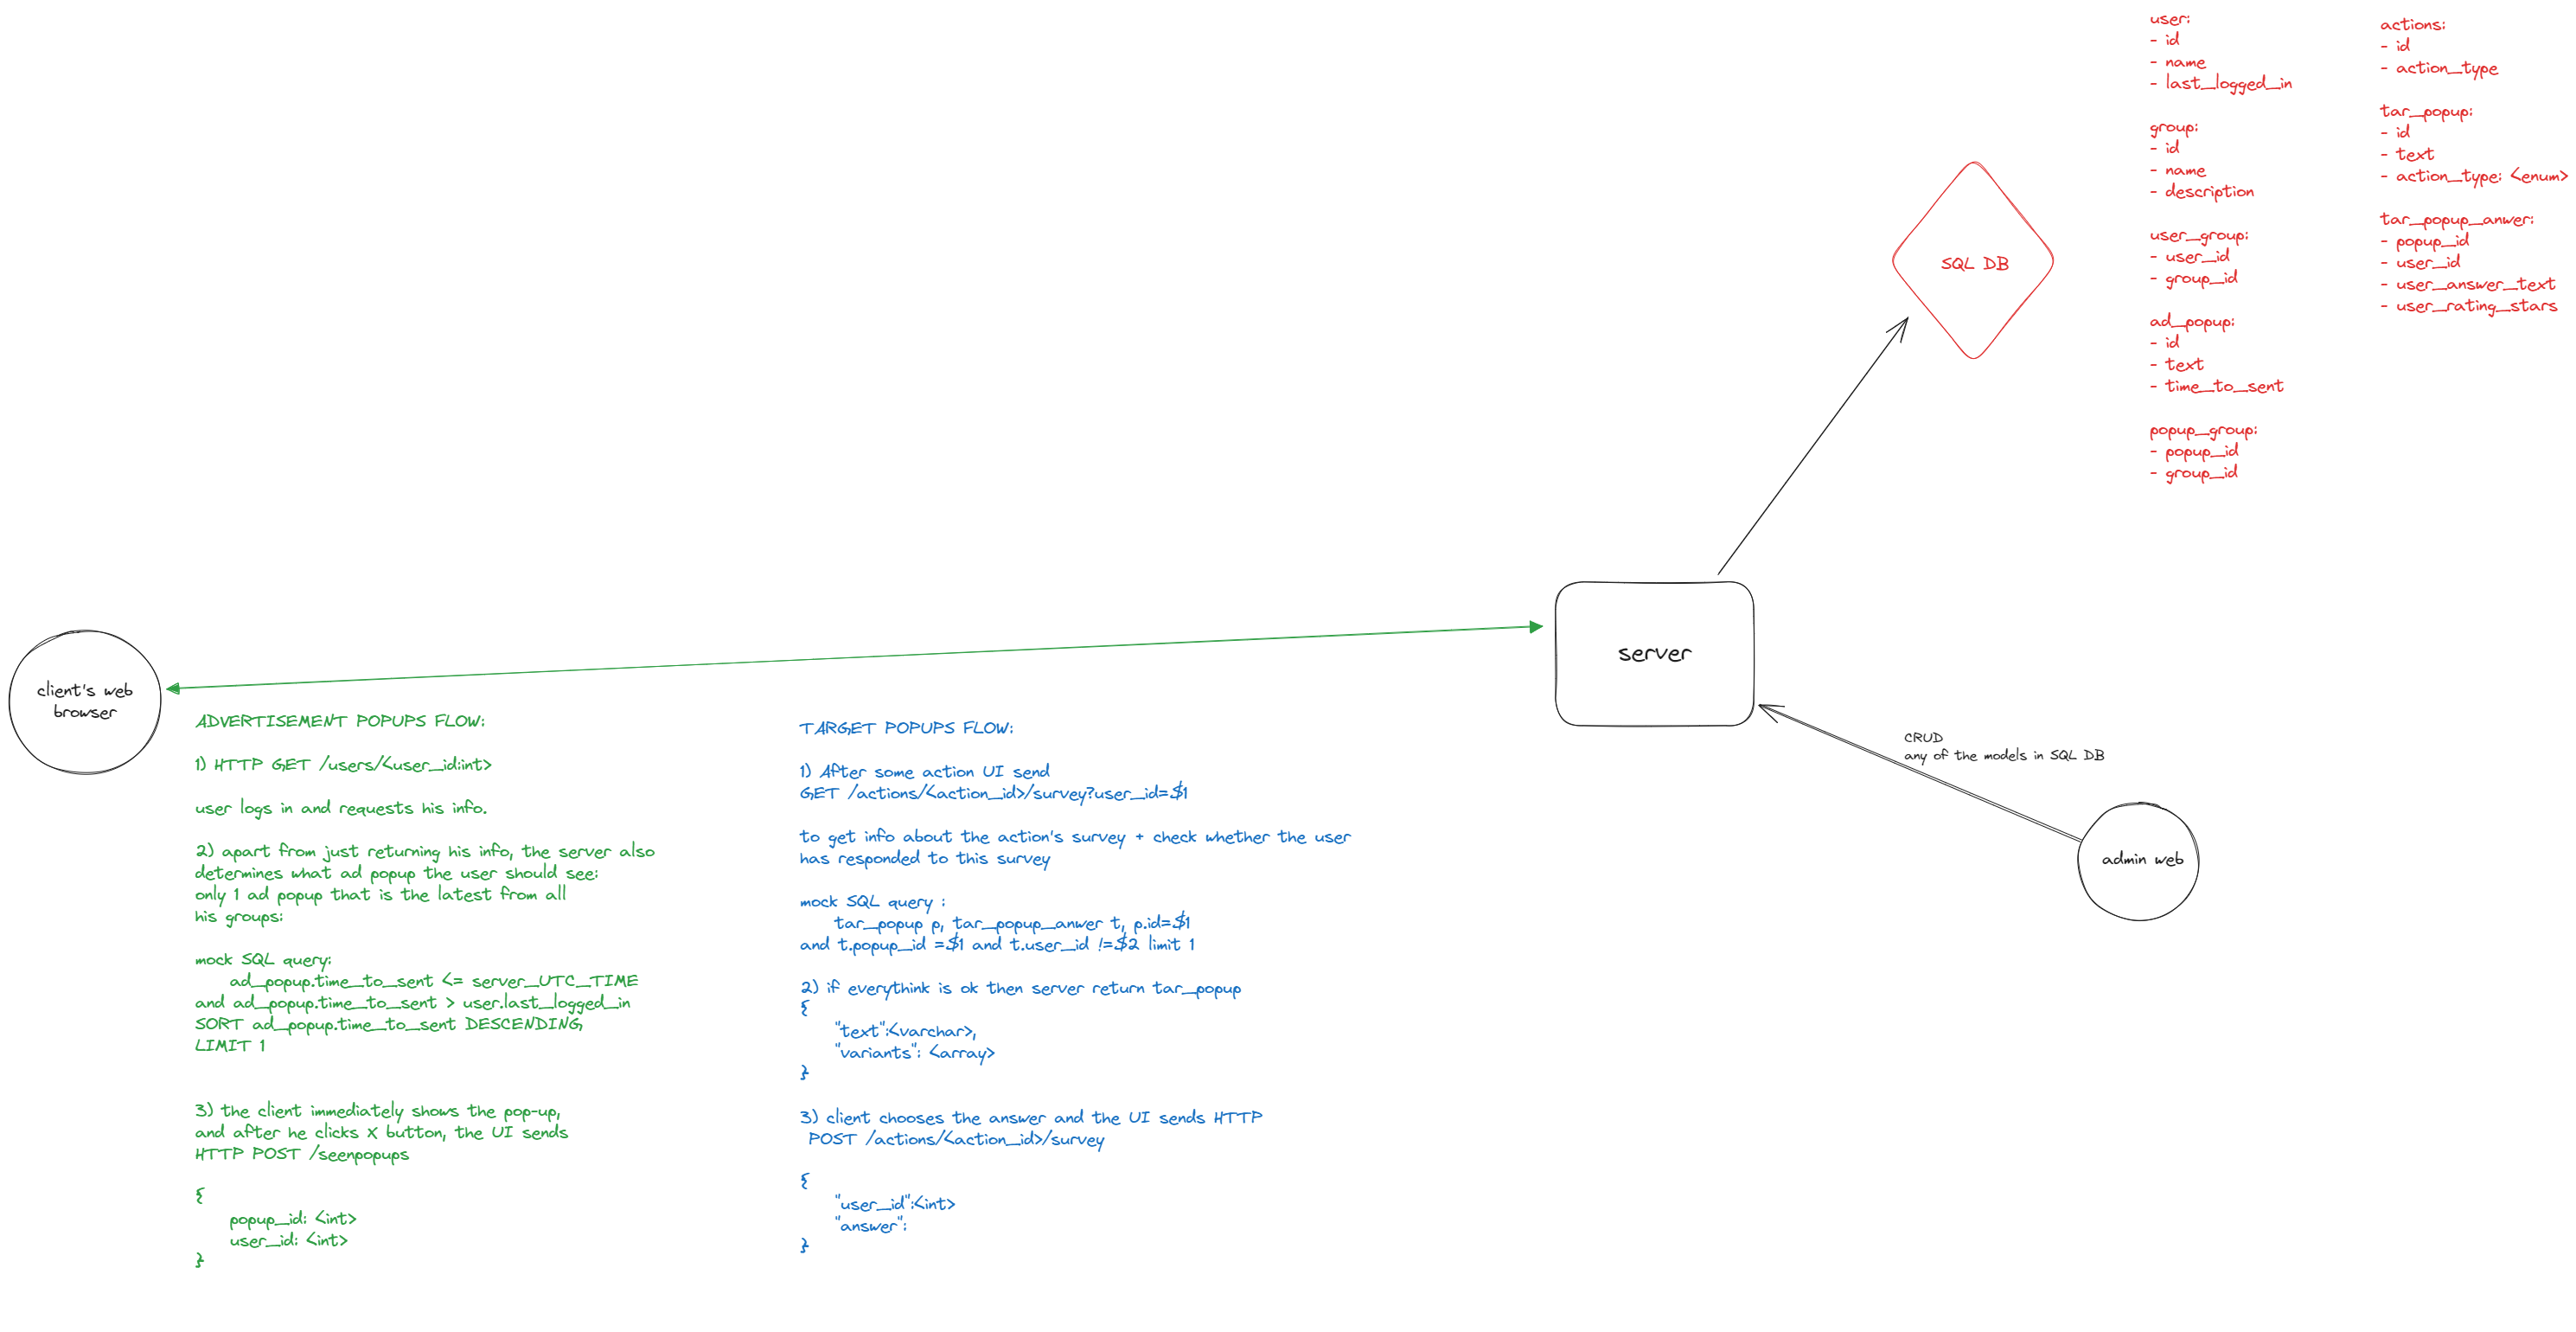 user:
- id
- name
- last_logged_in
group:
- id
- name
- description
user_group:
- user_id
- group_id
ad_popup:
- id
- text
- time_to_sent
popup_group:
- popup_id
- group_id
actions:
- id
- action_type
tar_popup:
- id
- text
- action_type: <enum>
tar_popup_anwer:
- popup_id
- user_id
- user_answer_text
- user_rating_stars
SQL DB
server
client's web
browser
CRUD
any of the models in SQL DB
admin web
ADVERTISEMENT POPUPS FLOW:
1) HTTP GET /users/<user_id:int>
user logs in and requests his info.
2) apart from just returning his info, the server also
determines what ad popup the user should see:
only 1 ad popup that is the latest from all
his groups:
mock SQL query:
ad_popup.time_to_sent <= server_UTC_TIME
and ad_popup.time_to_sent > user.last_logged_in
SORT ad_popup.time_to_sent DESCENDING,
LIMIT 1
3) the client immediately shows the pop-up,
and after he clicks X button, the UI sends
HTTP POST /seenpopups
{
popup_id: <int>
user_id: <int>
}
TARGET POPUPS FLOW:
1) After some action UI send
GET /actions/<action_id>/survey?user_id=$1
to get info about the action's survey + check whether the user
has responded to this survey
mock SQL query :
tar_popup p, tar_popup_anwer t, p.id=$1
and t.popup_id =$1 and t.user_id !=$2 limit 1
2) if everythink is ok then server return tar_popup
{
"text":<varchar>,
"variants": <array>
}
3) client chooses the answer and the UI sends HTTP
POST /actions/<action_id>/survey
{
"user_id":<int>
"answer":
}